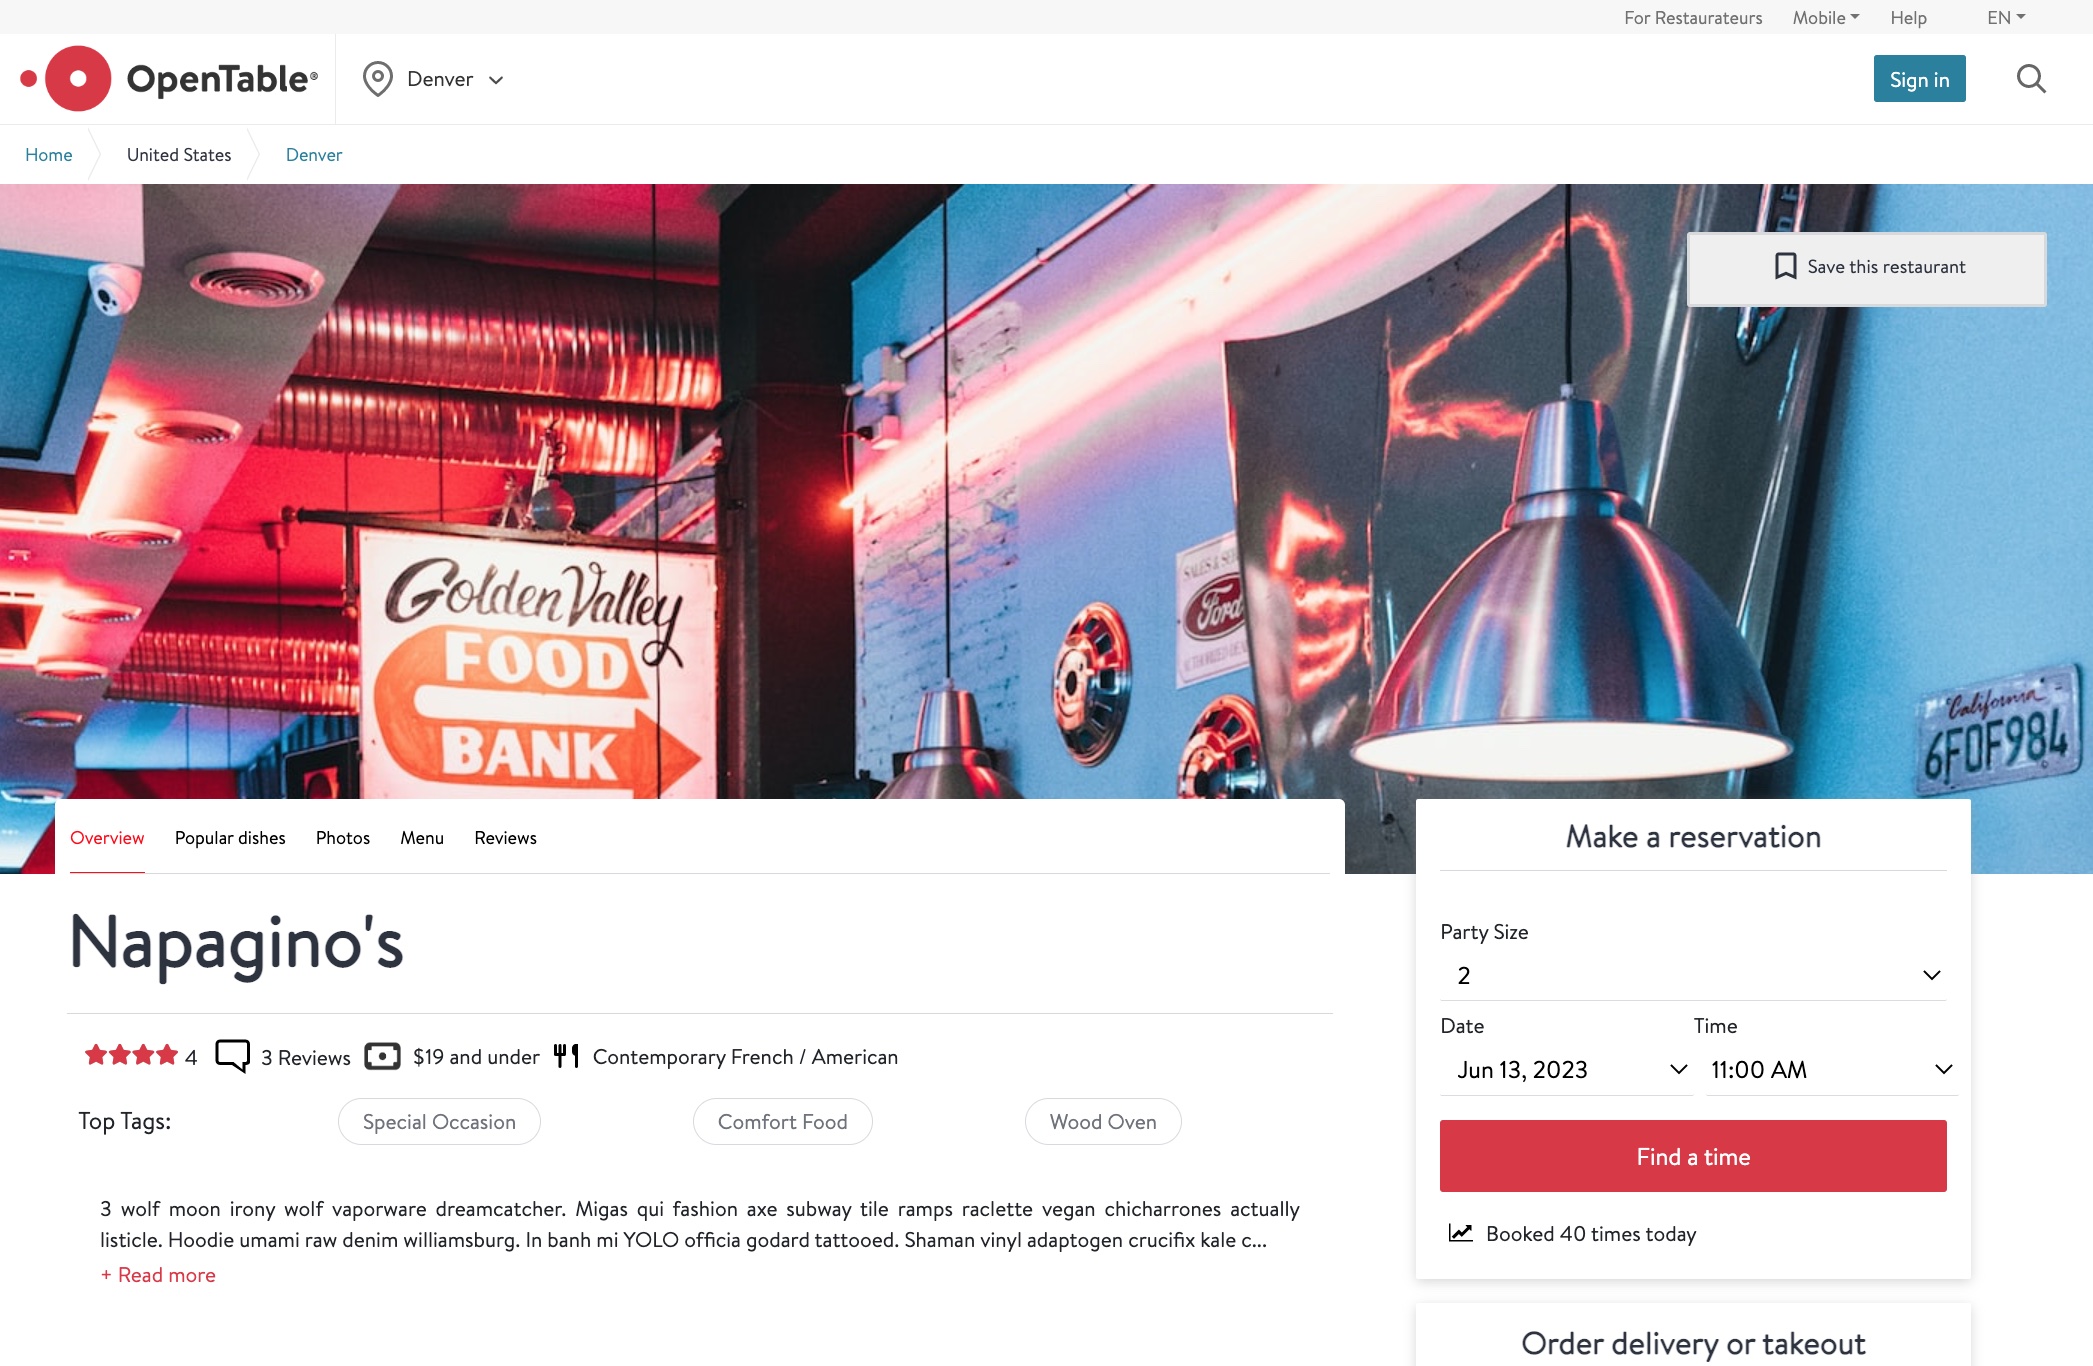 For Restaurateurs Mobile Help EN
OpenTable®
Denver
Sign in
Home United States Denver
Save this restaurant
Golden Valley
FOOD
BANK
SALES &
Ford
California
6F0F984
Overview Popular dishes Photos Menu Reviews
Napagino's
4 3 Reviews $19 and under Contemporary French / American
Top Tags: Special Occasion Comfort Food Wood Oven
3 wolf moon irony wolf vaporware dreamcatcher. Migas qui fashion axe subway tile ramps raclette vegan chicharrones actually
listicle. Hoodie umami raw denim williamsburg. In banh mi YOLO officia godard tattooed. Shaman vinyl adaptogen crucifix kale c...
+ Read more
Make a reservation
Party Size
2
Date Time
Jun 13, 2023 11:00 AM
Find a time
Booked 40 times today
Order delivery or takeout